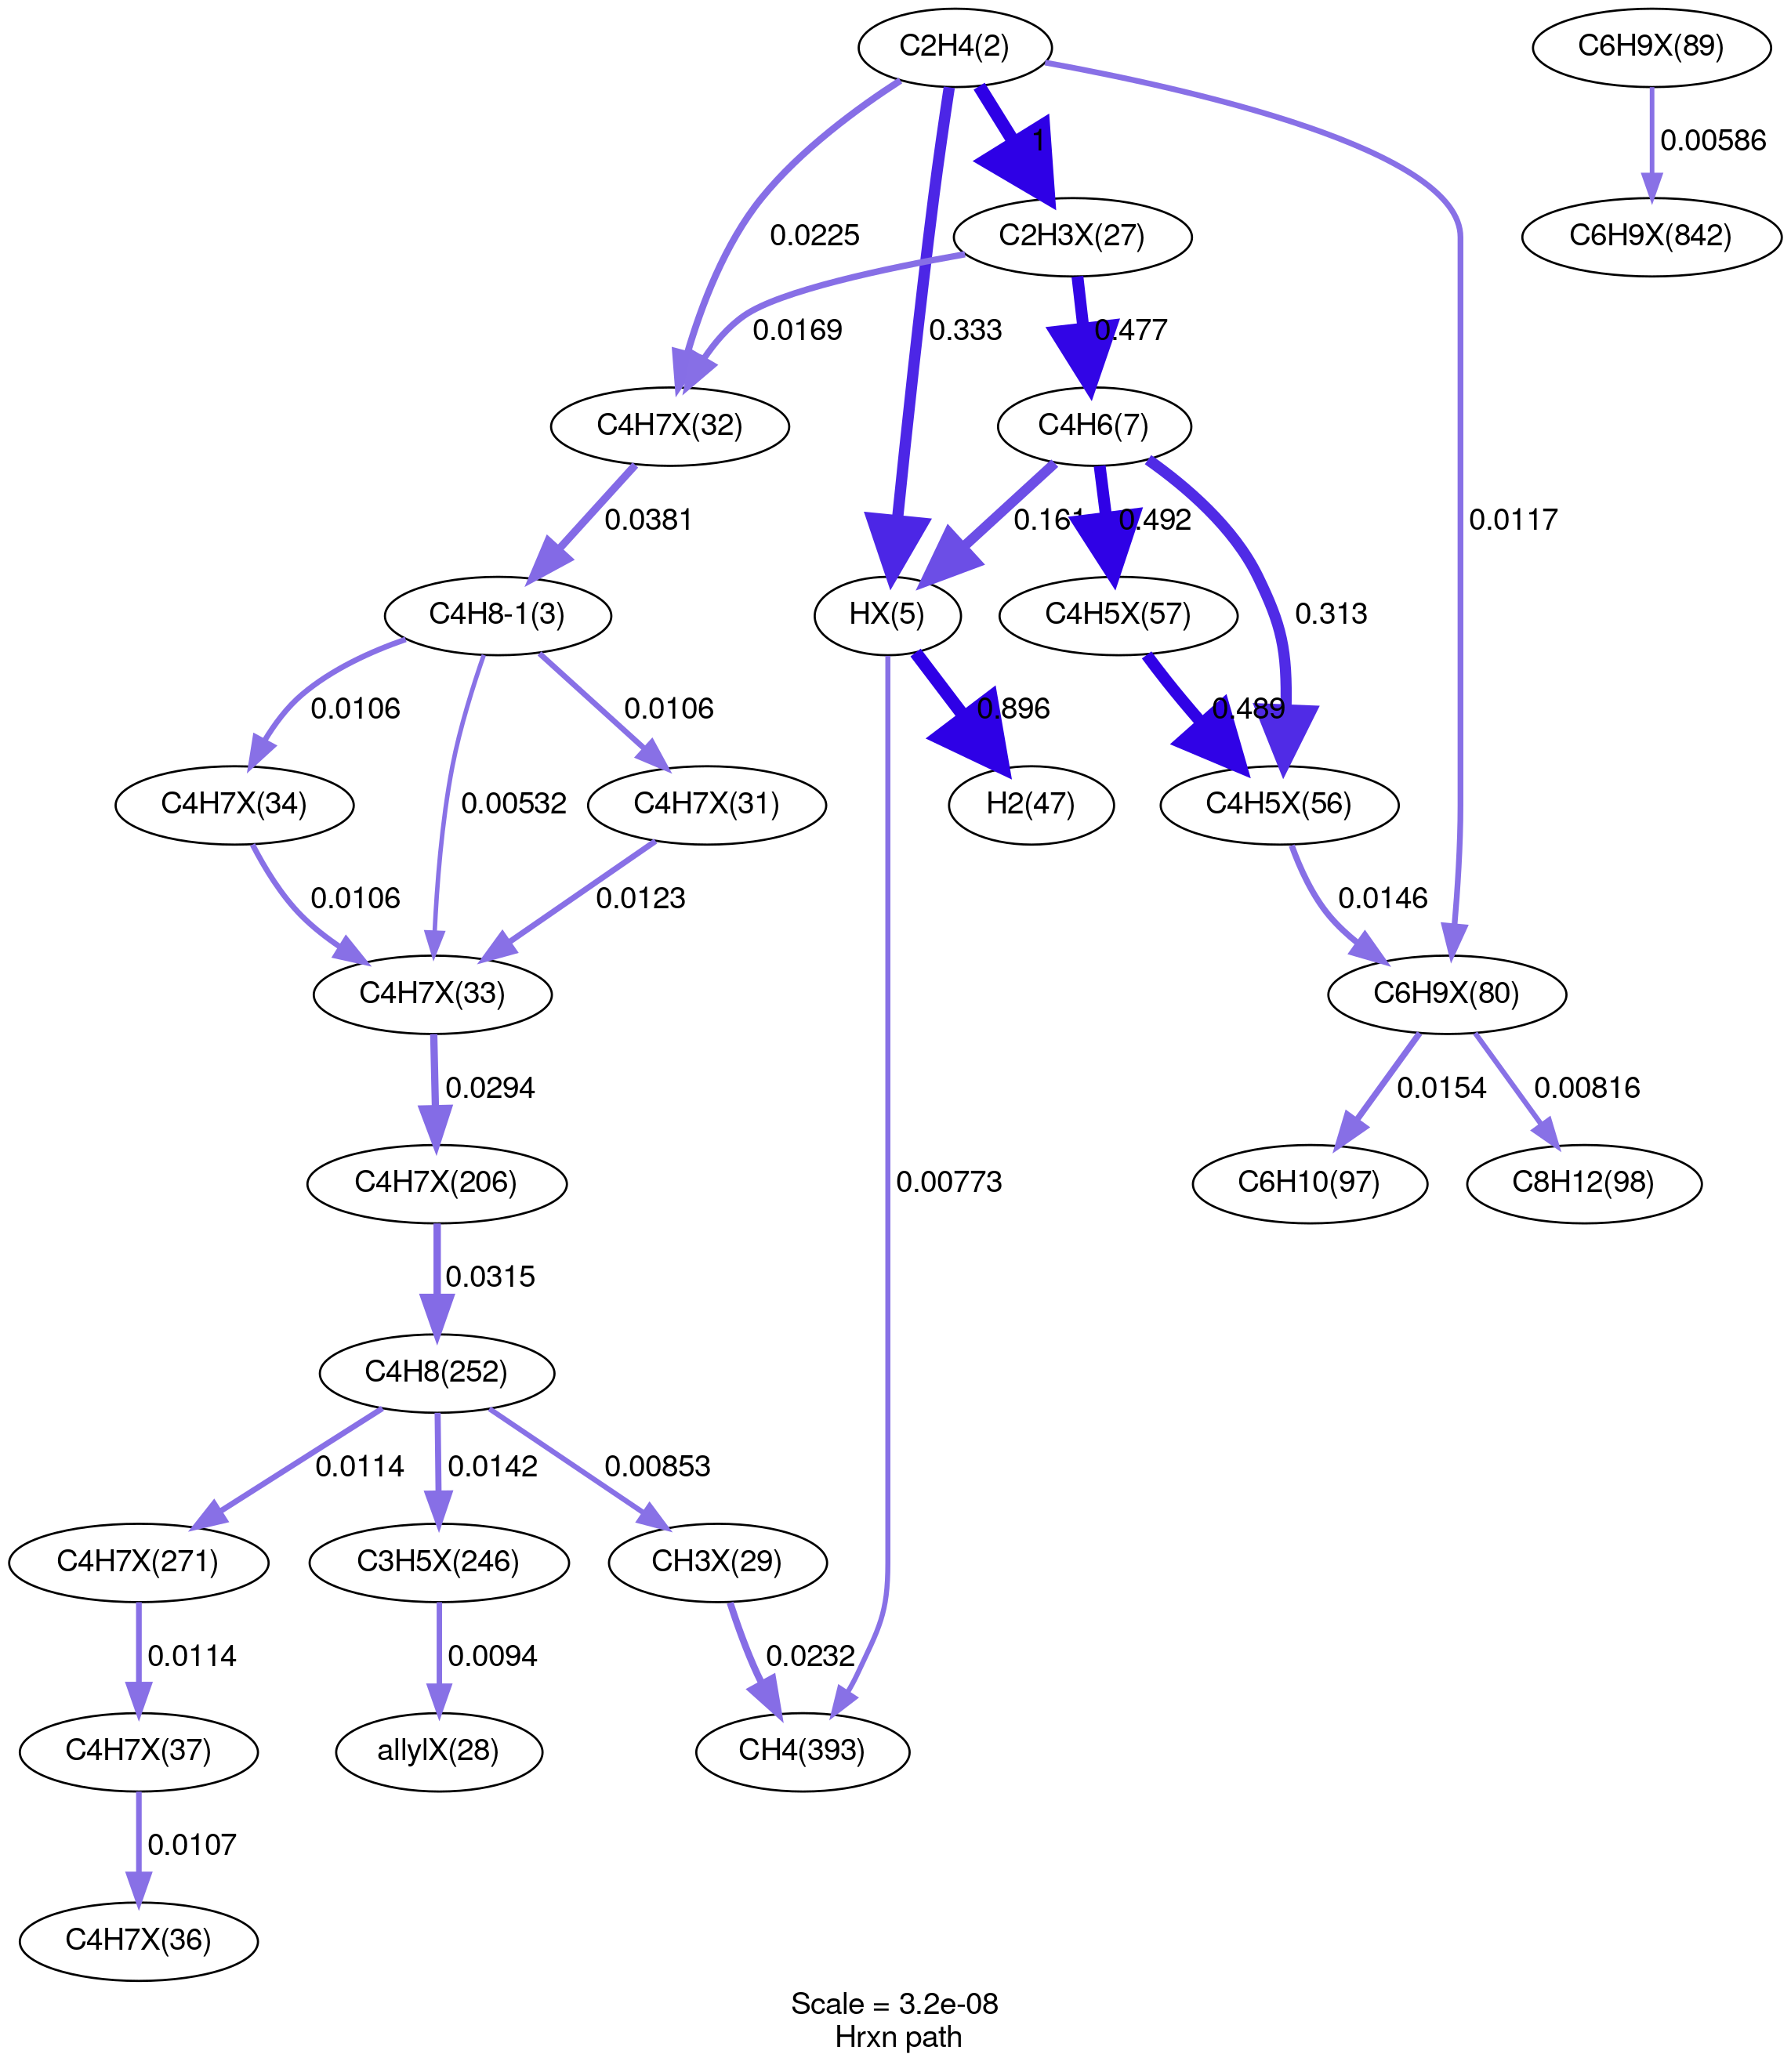 C2H4(2)
C6H9X(89)
1
0.00586
0.0225
C2H3X(27)
C6H9X(842)
0.0169
0.333
0.477
C4H7X(32)
C4H6(7)
0.0381
0.161
0.492
0.0117
C4H8-1(3)
HX(5)
C4H5X(57)
0.313
0.0106
0.0106
0.896
0.489
C4H7X(34)
0.00532
C4H7X(31)
H2(47)
C4H5X(56)
0.0106
0.0123
0.0146
C4H7X(33)
C6H9X(80)
0.0294
0.0154
0.00816
C4H7X(206)
0.00773
C6H10(97)
C8H12(98)
0.0315
C4H8(252)
0.0114
0.0142
0.00853
C4H7X(271)
C3H5X(246)
CH3X(29)
0.0114
0.0094
0.0232
C4H7X(37)
allylX(28)
CH4(393)
0.0107
C4H7X(36)
Scale = 3.2e-08
Hrxn path